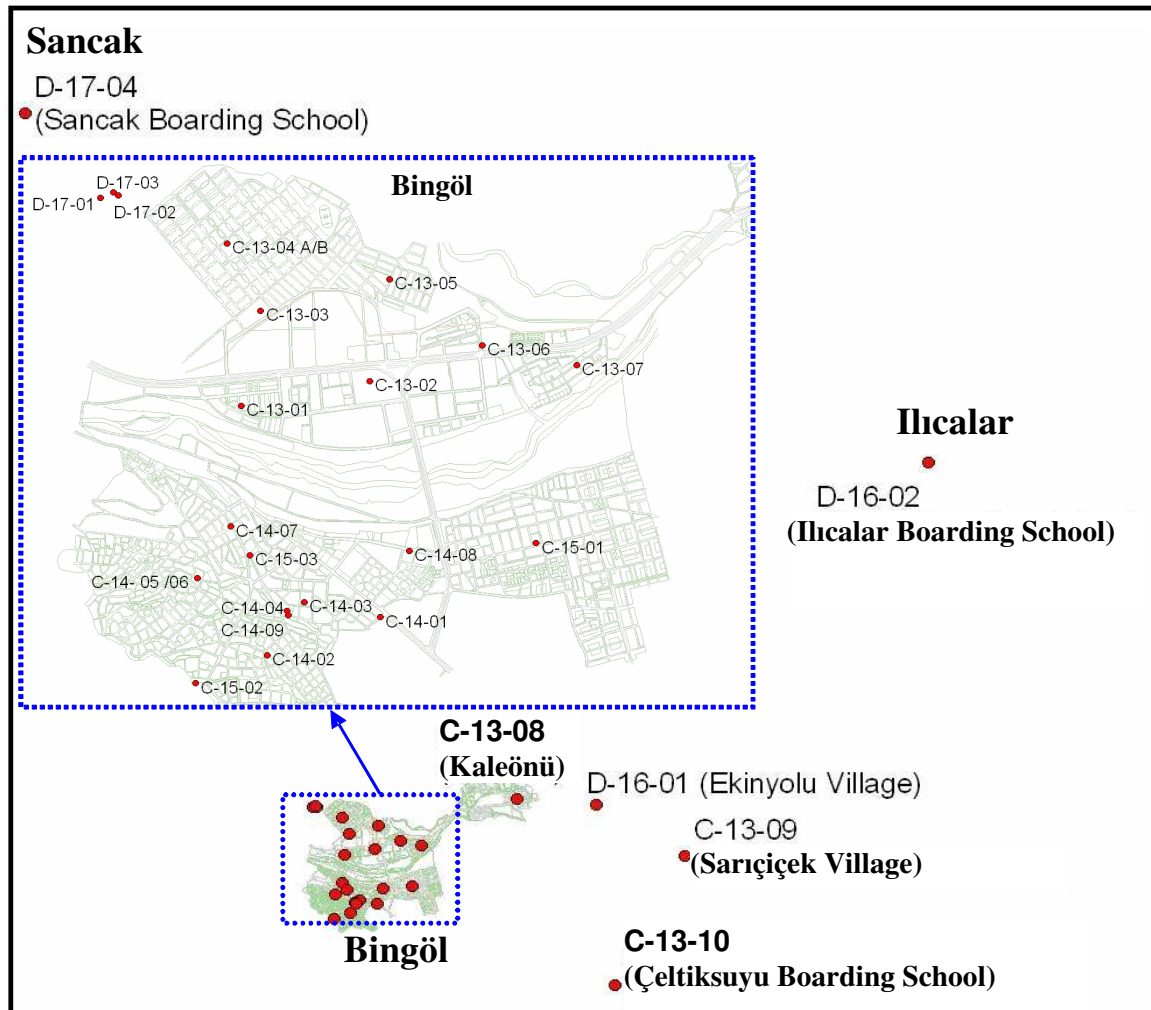 Sancak
D-17-04
(Sancak Boarding School)
Bingöl
D-17-03
D-17-01
D-17-02
C-13-04 A/B
C-13-05
C-13-03
C-13-06
C-13-07
C-13-02
C-13-01
Ilıcalar
D-16-02
(Ilıcalar Boarding School)
C-14-07
C-15-01
C-14-08
C-15-03
C-14- 05 /06
C-14-03
C-14-04
C-14-01
C-14-09
C-14-02
C-15-02
C-13-08
(Kaleönü)
D-16-01 (Ekinyolu Village)
C-13-09
(Sarıçiçek Village)
Bingöl
C-13-10
(Çeltiksuyu Boarding School)